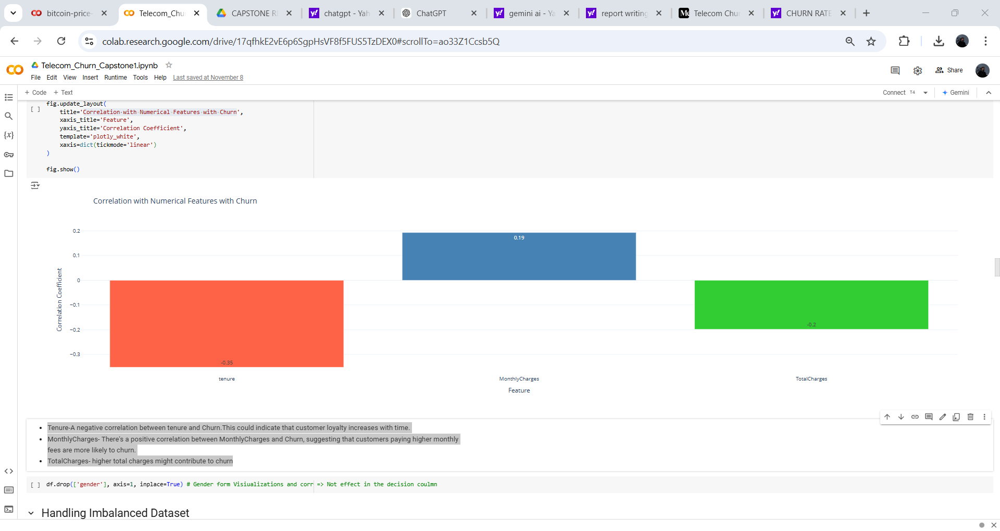 bitcoin-price-
Telecom_Chu
CAPSTONE R
chatgpt - Yah
ChatGPT
gemini ai - Ya
report writing
Telecom Chur
CHURN RATE
colab.research.google.com/drive/17qfhkE2vE6p6SgpHsVF8f5FUS5TzDEX0#scrollTo=ao33Z1Ccsb5Q
Telecom_Churn_Capstone1.ipynb
File Edit View Insert Runtime Tools Help Last saved at November 8
Share
+ Code + Text
Connect T4
Gemini
[ ]
fig.update_layout(
title='Correlation with Numerical Features with Churn',
xaxis_title='Feature',
yaxis_title='Correlation Coefficient',
template='plotly_white',
xaxis=dict(tickmode='linear')
)
fig.show()
Correlation with Numerical Features with Churn
0.2
0.1
0
−0.1
−0.2
−0.3
Correlation Coefficient
-0.35
0.19
-0.2
tenure
MonthlyCharges
TotalCharges
Feature
• Tenure-A negative correlation between tenure and Churn.This could indicate that customer loyalty increases with time.
• MonthlyCharges- There's a positive correlation between MonthlyCharges and Churn, suggesting that customers paying higher monthly
fees are more likely to churn.
• TotalCharges- higher total charges might contribute to churn
[ ] df.drop(['gender'], axis=1, inplace=True) # Gender form Visiualizations and corr => Not effect in the decision coulmn
Handling Imbalanced Dataset